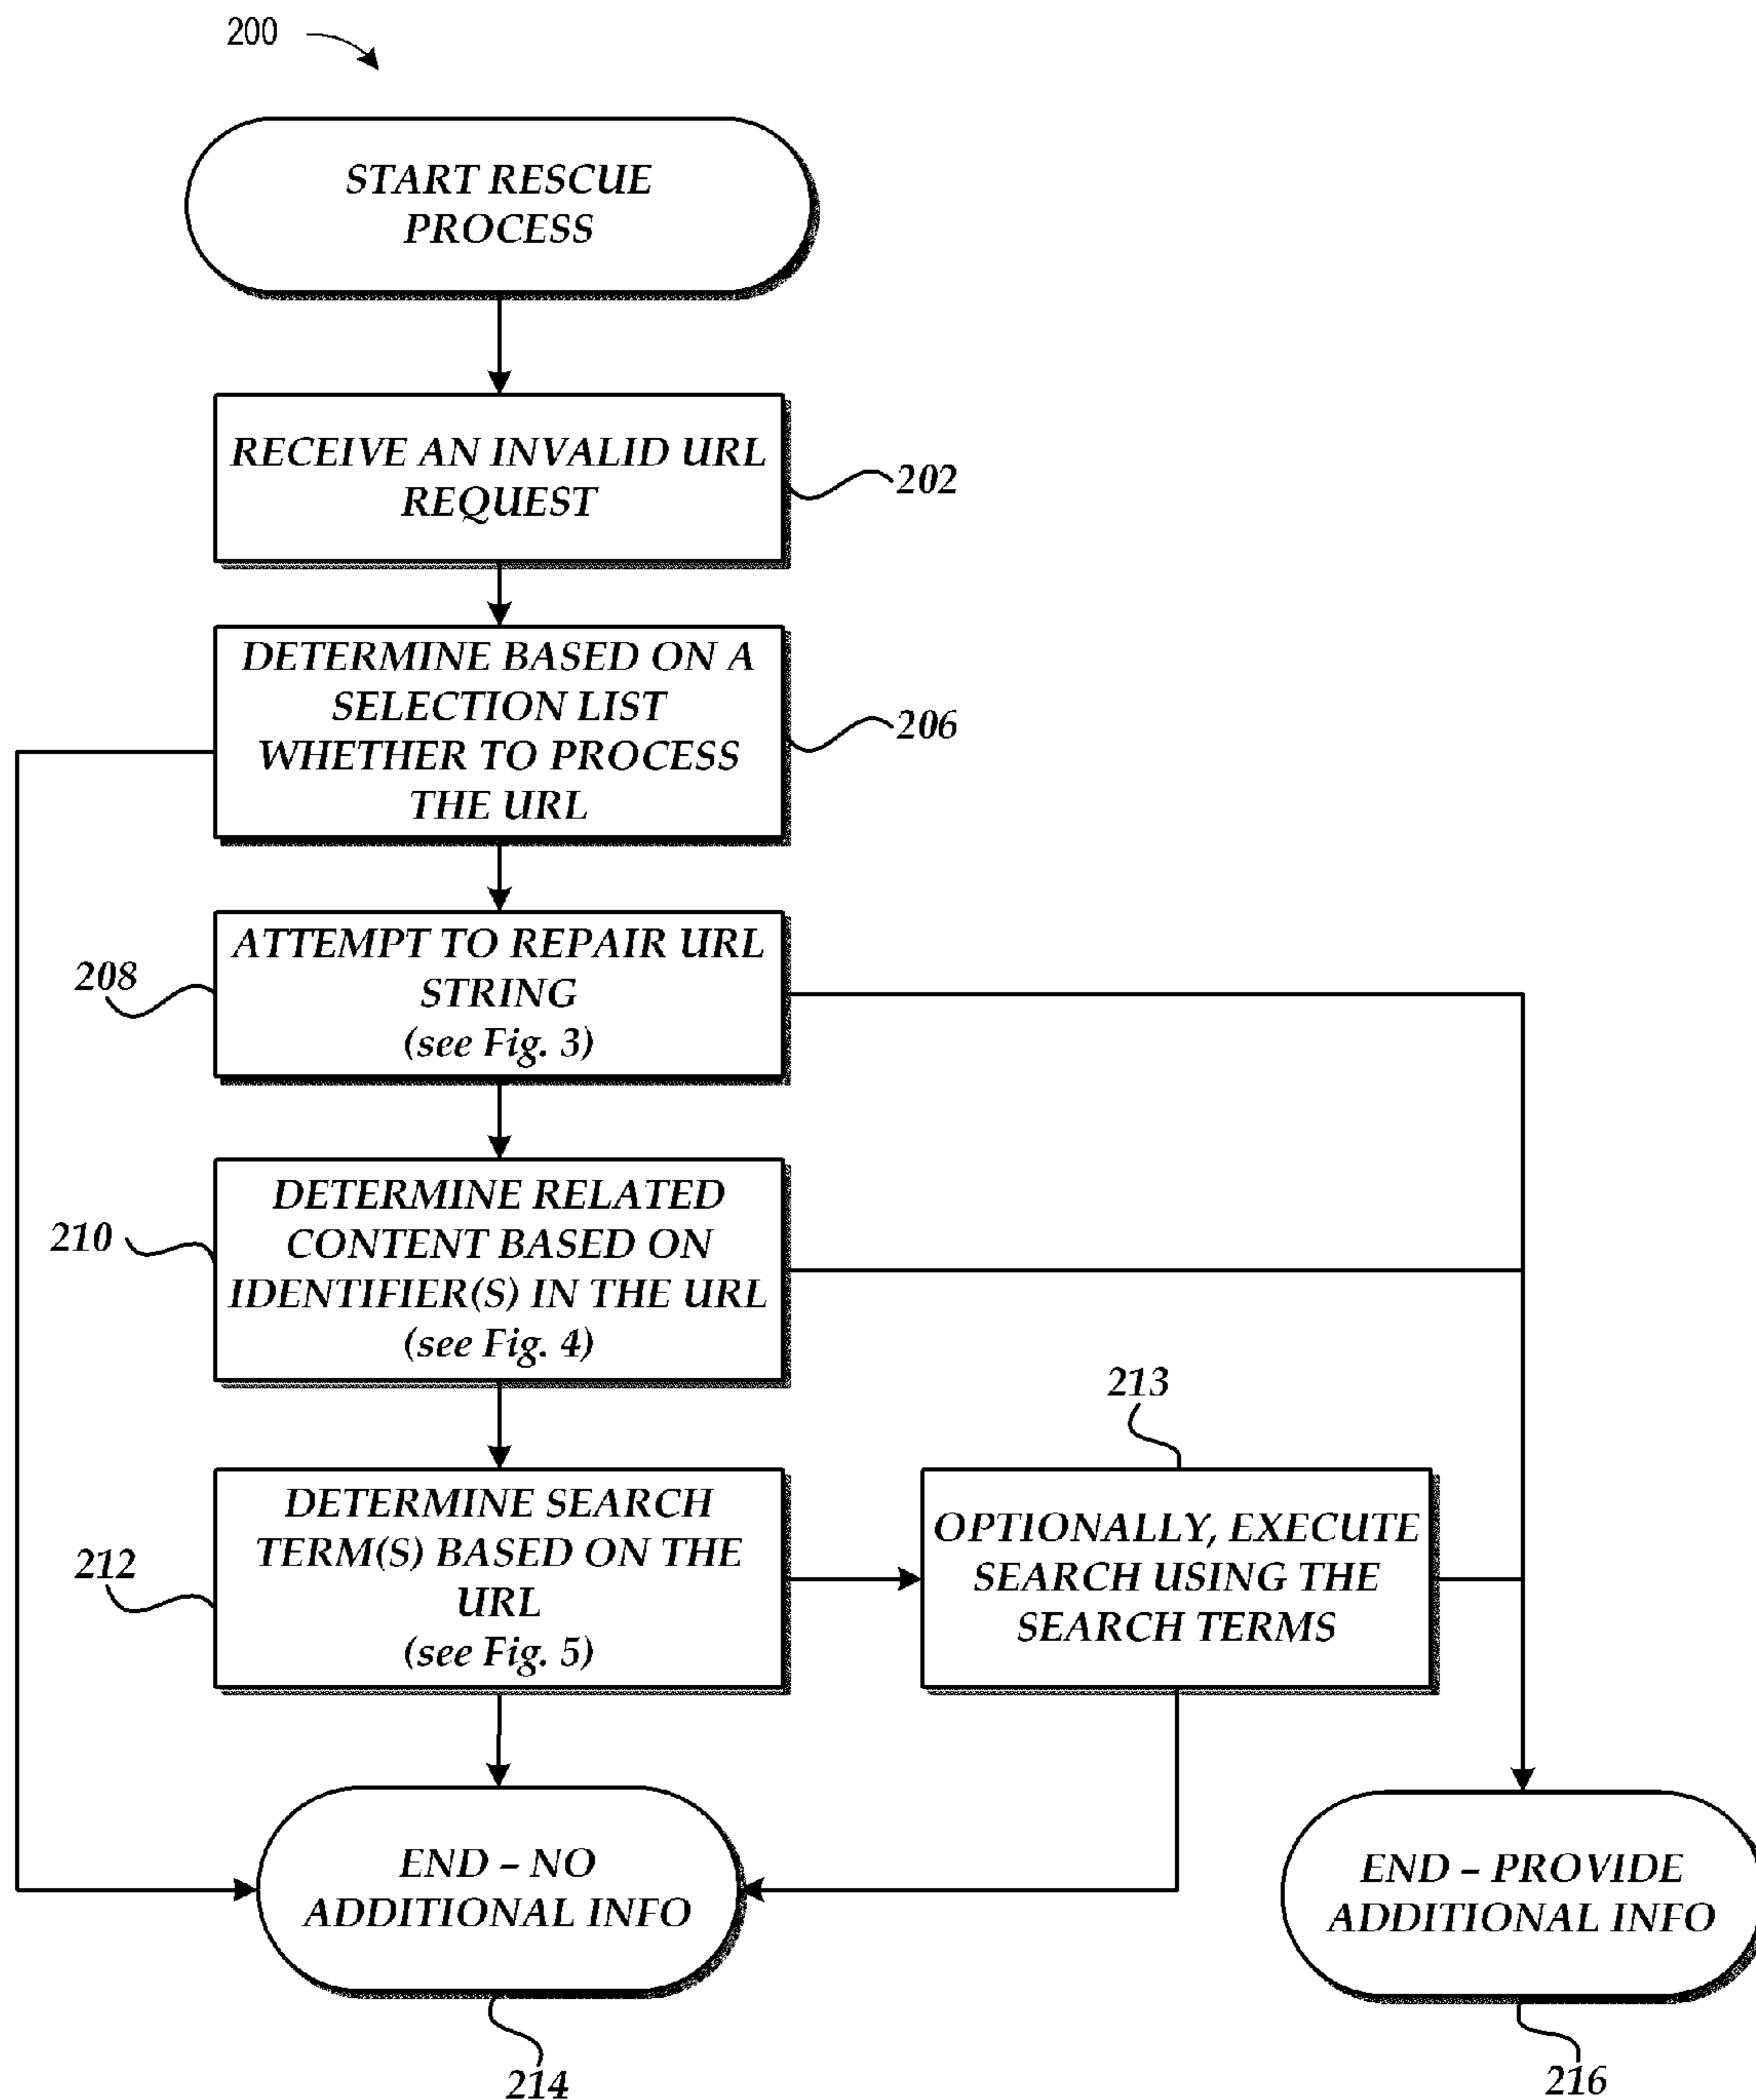 200
START RESCUE
PROCESS
RECEIVE AN INVALID URL
REQUEST
202
DETERMINE BASED ON A
SELECTION LIST
WHETHER TO PROCESS
THE URL
206
ATTEMPT TO REPAIR URL
STRING
(see Fig. 3)
208
DETERMINE RELATED
CONTENT BASED ON
IDENTIFIER(S) IN THE URL
(see Fig. 4)
210
213
DETERMINE SEARCH
TERM(S) BASED ON THE
URL
(see Fig. 5)
212
OPTIONALLY, EXECUTE
SEARCH USING THE
SEARCH TERMS
END – NO
ADDITIONAL INFO
214
END – PROVIDE
ADDITIONAL INFO
216